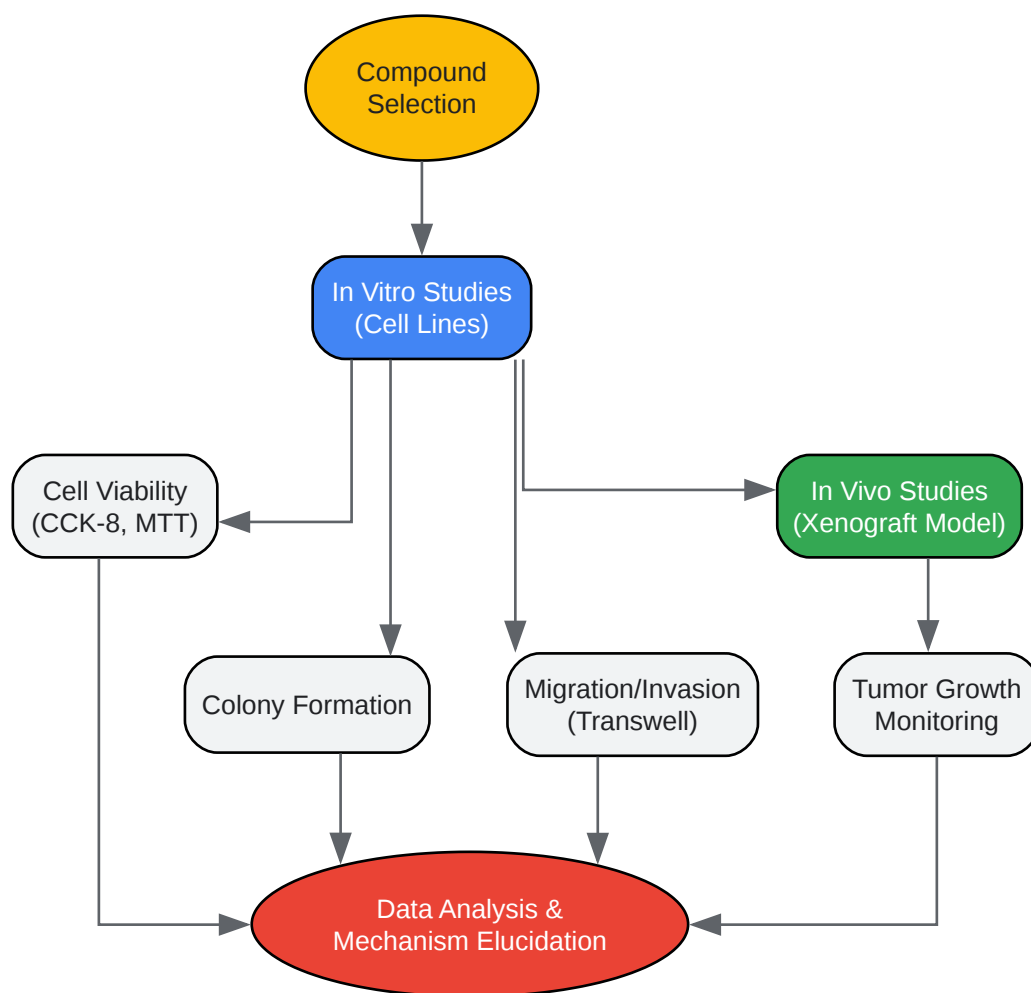 Compound
Selection
In Vitro Studies
(Cell Lines)
Cell Viability
(CCK-8, MTT)
In Vivo Studies
(Xenograft Model)
Colony Formation
Migration/Invasion
(Transwell)
Tumor Growth
Monitoring
Data Analysis &
Mechanism Elucidation